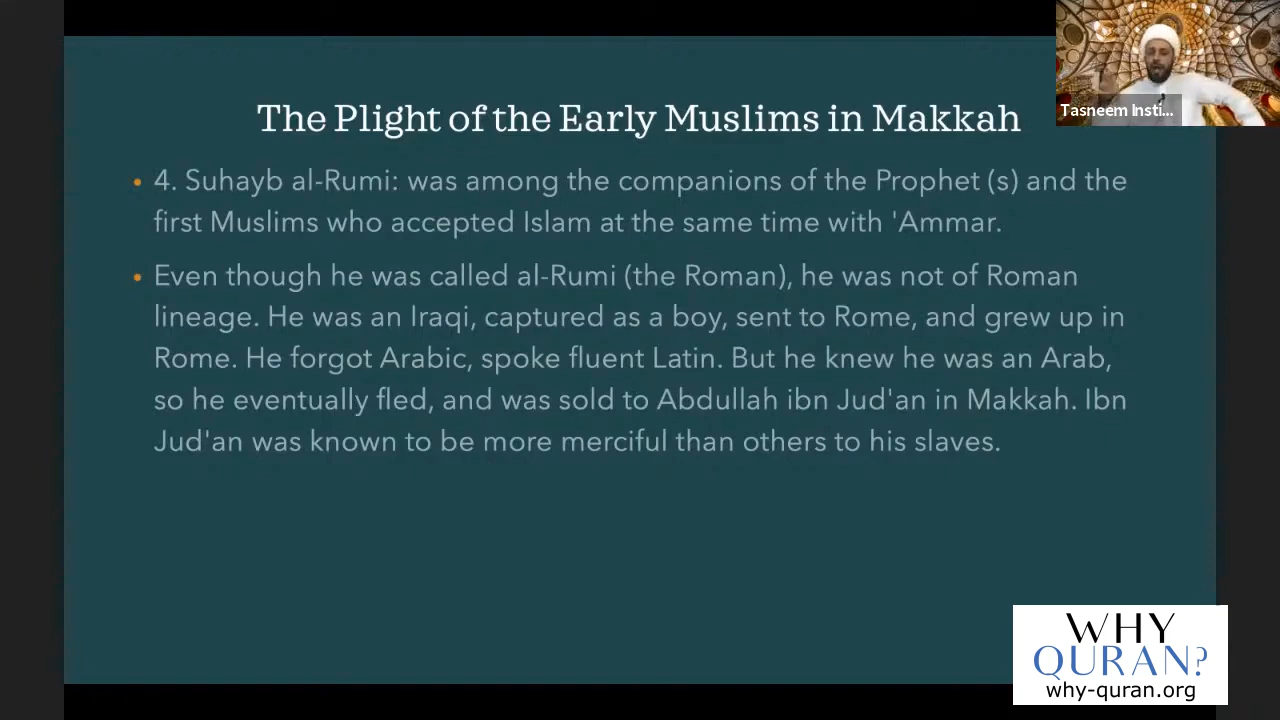 Tasneem Insti...
The Plight of the Early Muslims in Makkah
• 4. Suhayb al-Rumi: was among the companions of the Prophet (s) and the
first Muslims who accepted Islam at the same time with 'Ammar.
• Even though he was called al-Rumi (the Roman), he was not of Roman
lineage. He was an Iraqi, captured as a boy, sent to Rome, and grew up in
Rome. He forgot Arabic, spoke fluent Latin. But he knew he was an Arab,
so he eventually fled, and was sold to Abdullah ibn Jud'an in Makkah. Ibn
Jud'an was known to be more merciful than others to his slaves.
WHY
QURAN?
why-quran.org